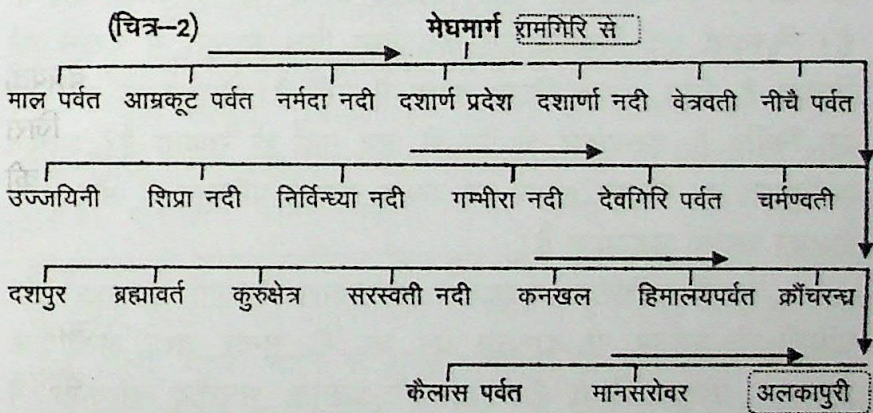 (चित्र–2) मेघमार्ग रामगिरि से
माल पर्वत आम्रकूट पर्वत नर्मदा नदी दशार्ण प्रदेश दशार्णा नदी वेत्रवती नीचै पर्वत
उज्जयिनी शिप्रा नदी निर्विन्ध्या नदी गम्भीरा नदी देवगिरि पर्वत चर्मण्वती
दशपुर ब्रह्मावर्त कुरुक्षेत्र सरस्वती नदी कनखल हिमालयपर्वत क्रौंचरन्ध्र
कैलास पर्वत मानसरोवर अलकापुरी